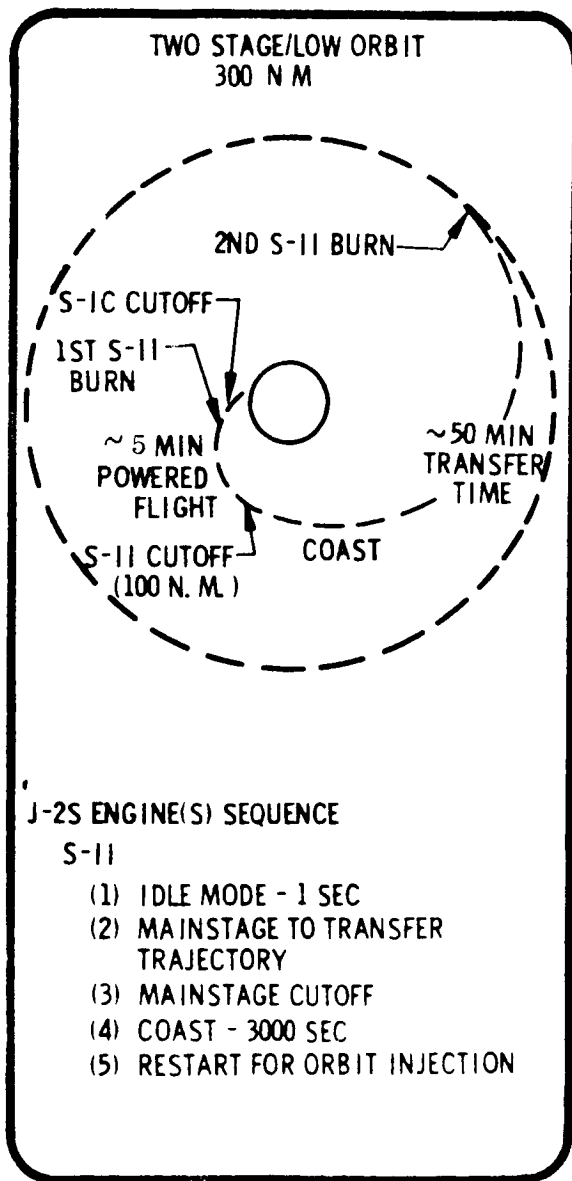 TWO STAGE/LOW ORBIT
300 N M
2ND S-II BURN
S-IC CUTOFF
1ST S-II
BURN
~ 5 MIN
POWERED
FLIGHT
~50 MIN
TRANSFER
TIME
S-II CUTOFF
(100 N. M.)
COAST
J-2S ENGINE(S) SEQUENCE
S-II
(1) IDLE MODE - 1 SEC
(2) MAINSTAGE TO TRANSFER
TRAJECTORY
(3) MAINSTAGE CUTOFF
(4) COAST - 3000 SEC
(5) RESTART FOR ORBIT INJECTION